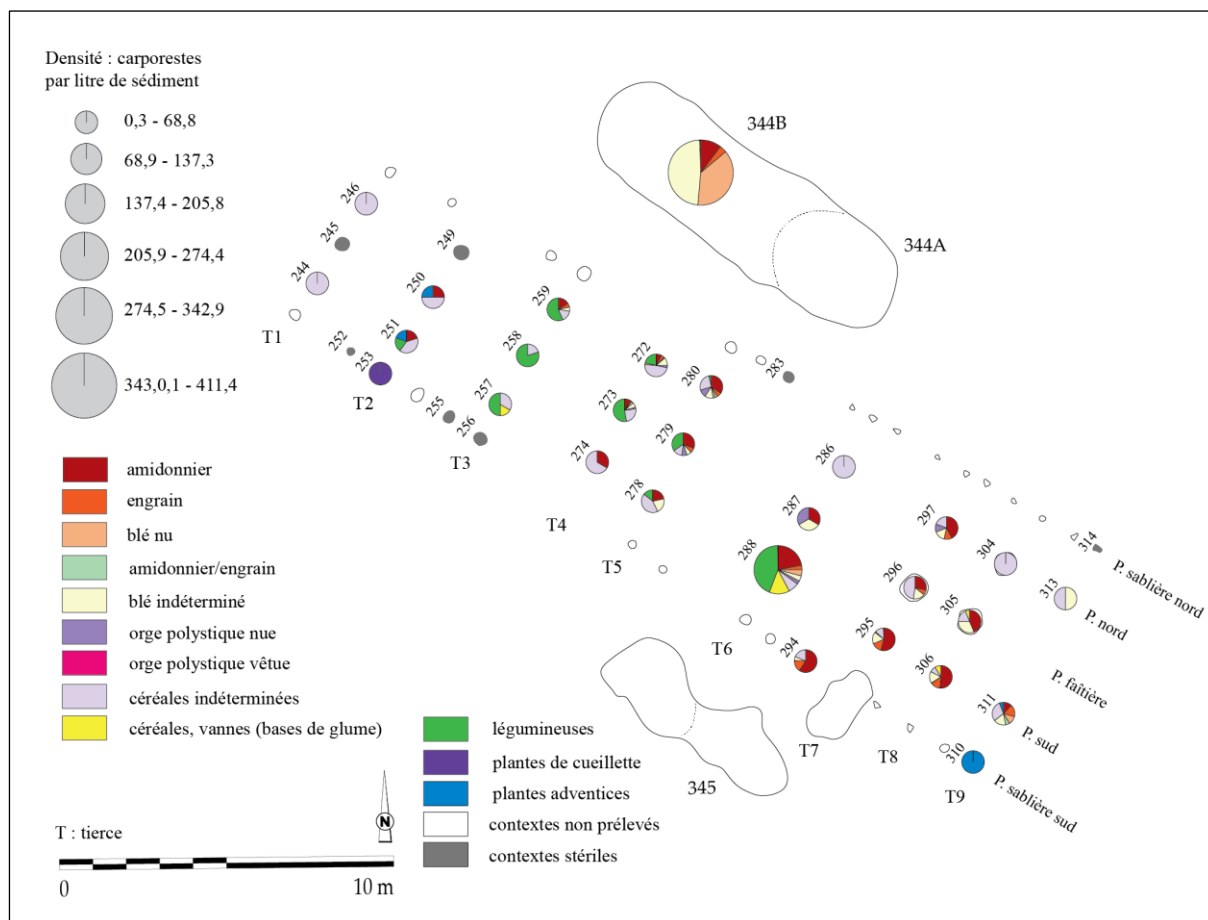 Densité : carporestes
par litre de sédiment
0,3 - 68,8
68,9 - 137,3
137,4 - 205,8
205,9 - 274,4
274,5 - 342,9
343,0,1 - 411,4
amidonnier
engrain
blé nu
amidonnier/engrain
blé indéterminé
orge polystique nue
orge polystique vêtue
céréales indéterminées
céréales, vannes (bases de glume)
légumineuses
plantes de cueillette
plantes adventices
contextes non prélevés
contextes stériles
T : tierce
0
10 m
N
344B
344A
246
245
244
T1
249
250
251
252
253
T2
259
258
257
255
256
T3
272
273
274
T4
280
279
278
T5
283
286
287
288
T6
345
297
296
295
294
T7
304
305
306
T8
314
313
311
310
T9
P. sablière nord
P. nord
P. faîtière
P. sud
P. sablière sud